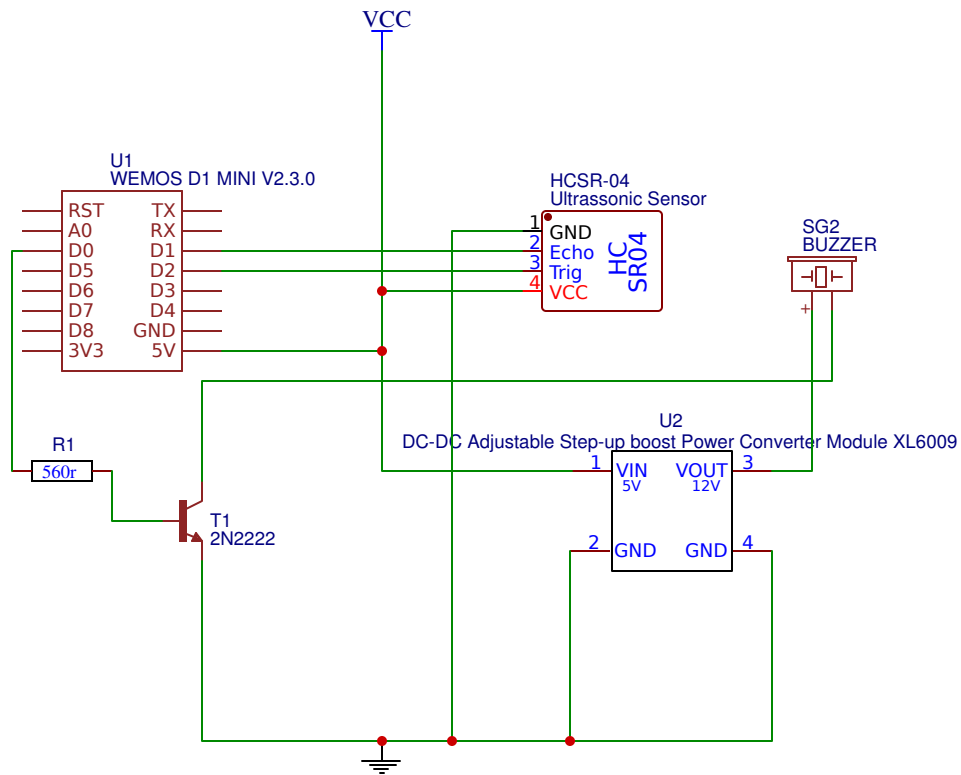 VCC
U1
WEMOS D1 MINI V2.3.0
RST TX
A0 RX
D0 D1
D5 D2
D6 D3
D7 D4
D8 GND
3V3 5V
HCSR-04
Ultrasonic Sensor
1 GND
2 Echo
3 Trig
4 VCC
HC
SR04
SG2
BUZZER
+
R1
560r
T1
2N2222
U2
DC-DC Adjustable Step-up boost Power Converter Module XL6009
1 VIN VOUT 3
5V 12V
2 GND GND 4